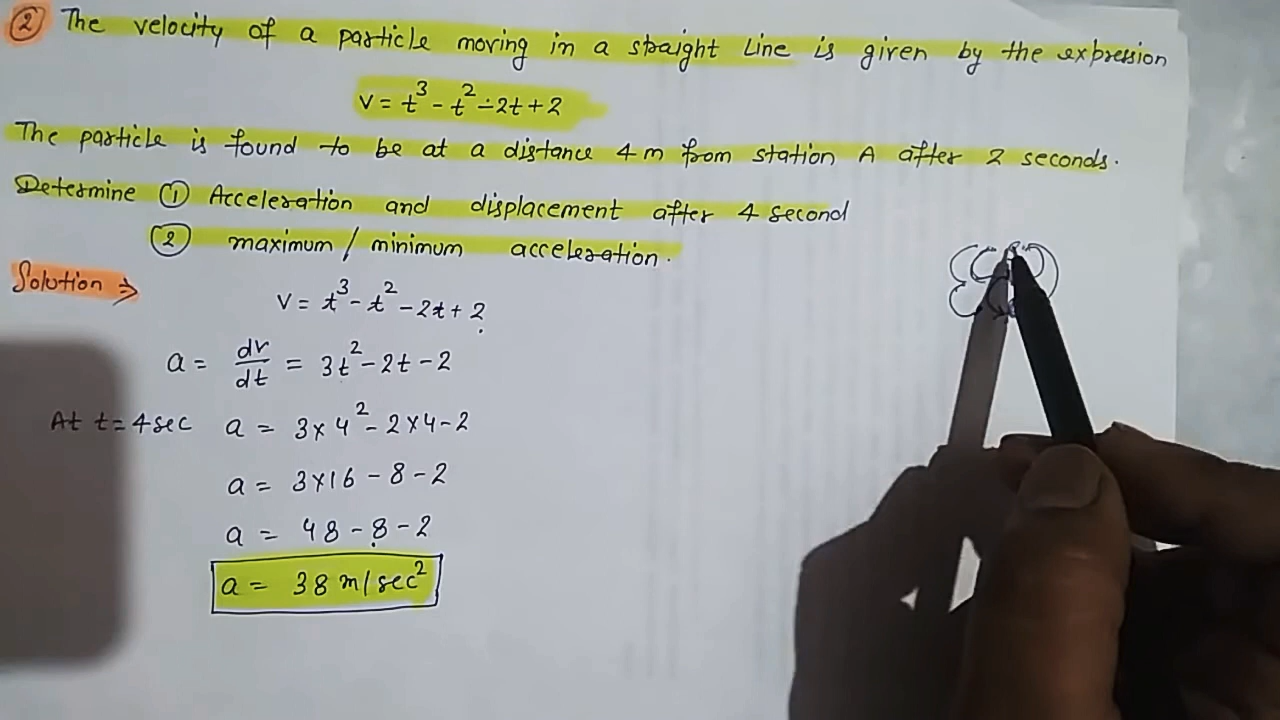 ② The velocity of a particle moving in a straight Line is given by the expression
v = t³ - t² - 2t + 2
The particle is found to be at a distance 4 m from station A after 2 seconds.
Determine ① Acceleration and displacement after 4 second
② maximum / minimum acceleration.
Solution ⇒
v = t³ - t² - 2t + 2
a = dv/dt = 3t² - 2t - 2
At t = 4 sec a = 3 × 4² - 2 × 4 - 2
a = 3 × 16 - 8 - 2
a = 48 - 8 - 2
a = 38 m/sec²